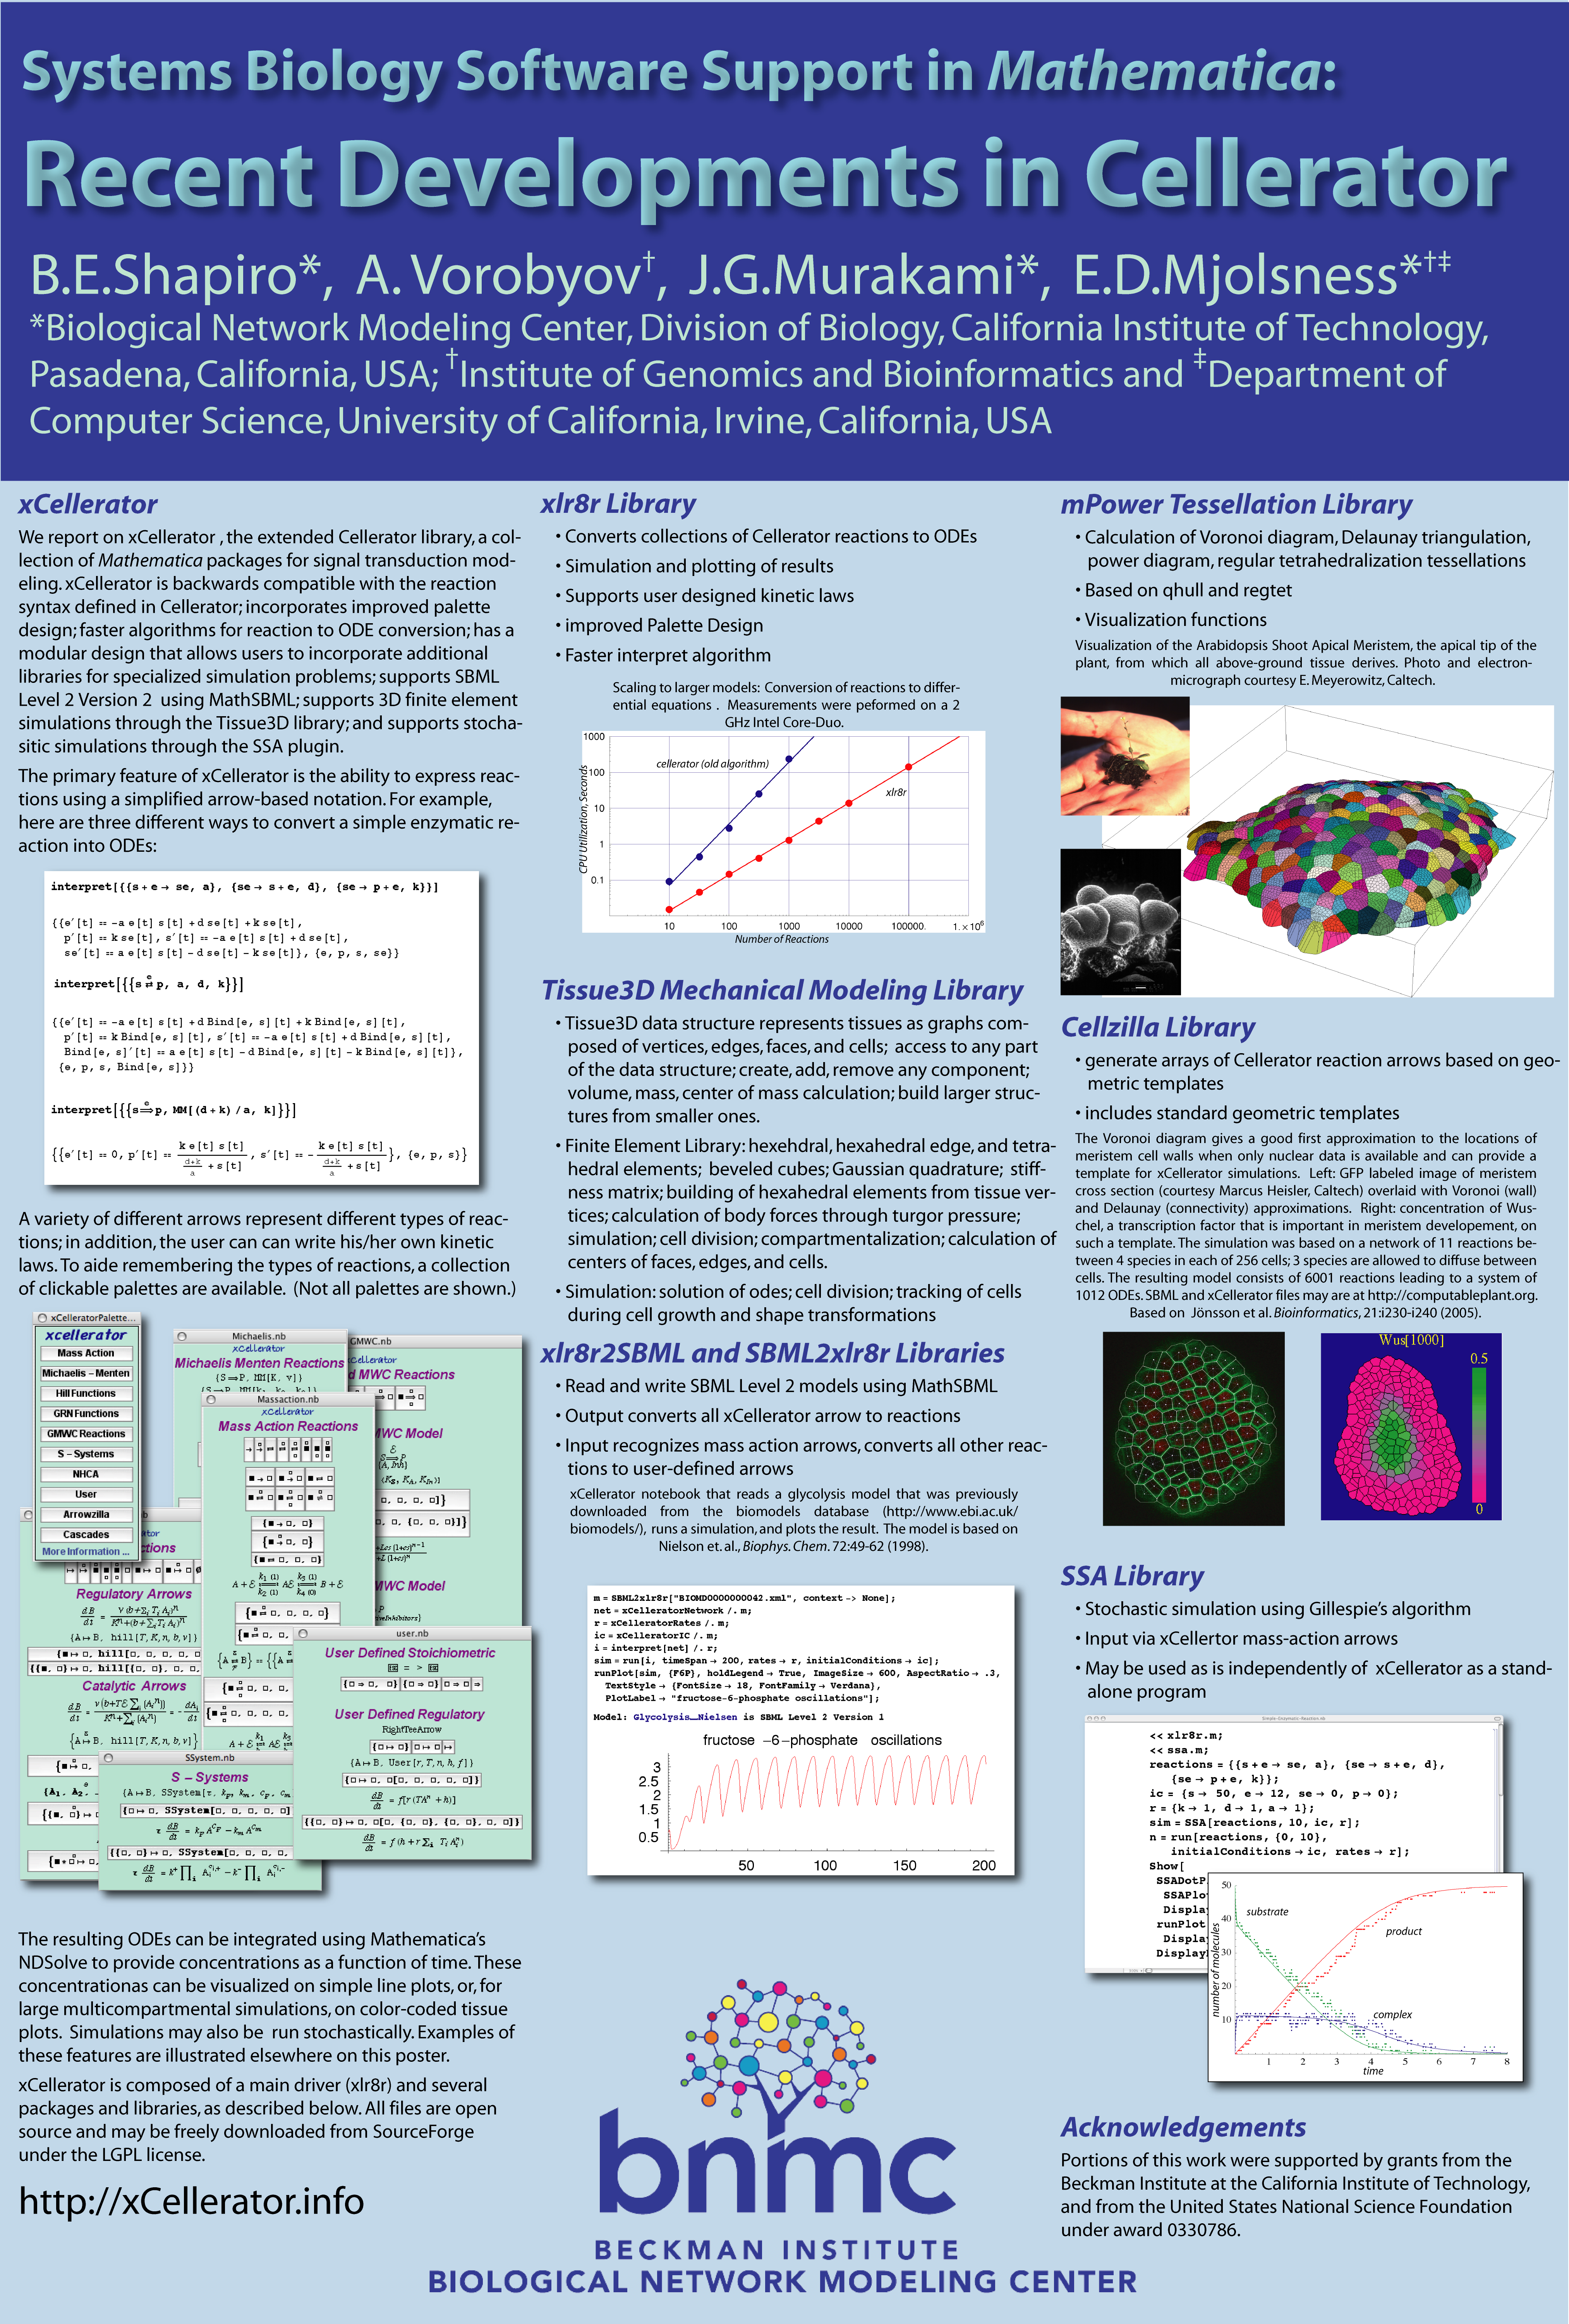 Systems Biology Software Support in Mathematica:
Recent Developments in Cellerator
B.E.Shapiro*, A. Vorobyov†, J.G.Murakami*, E.D.Mjolsness*†‡
*Biological Network Modeling Center, Division of Biology, California Institute of Technology,
Pasadena, California, USA; †Institute of Genomics and Bioinformatics and ‡Department of
Computer Science, University of California, Irvine, California, USA
xCellerator
We report on xCellerator , the extended Cellerator library, a col-
lection of Mathematica packages for signal transduction mod-
eling. xCellerator is backwards compatible with the reaction
syntax defined in Cellerator; incorporates improved palette
design; faster algorithms for reaction to ODE conversion; has a
modular design that allows users to incorporate additional
libraries for specialized simulation problems; supports SBML
Level 2 Version 2 using MathSBML; supports 3D finite element
simulations through the Tissue3D library; and supports stocha-
sitic simulations through the SSA plugin.
The primary feature of xCellerator is the ability to express reac-
tions using a simplified arrow-based notation. For example,
here are three different ways to convert a simple enzymatic re-
action into ODEs:
interpret[{{s + e → se, a}, {se → s + e, d}, {se → p + e, k}}]
{{e′[t] == -a e[t] s[t] + d se[t] + k se[t],
p′[t] == k se[t], s′[t] == -a e[t] s[t] + d se[t],
se′[t] == a e[t] s[t] - d se[t] - k se[t]}, {e, p, s, se}}
interpret[{{s ⇄ p, a, d, k}}]
{{e′[t] == -a e[t] s[t] + d Bind[e, s][t] + k Bind[e, s][t],
p′[t] == k Bind[e, s][t], s′[t] == -a e[t] s[t] + d Bind[e, s][t],
Bind[e, s]′[t] == a e[t] s[t] - d Bind[e, s][t] - k Bind[e, s][t]},
{e, p, s, Bind[e, s]}}
interpret[{{s ⇒ p, MM[(d + k) / a, k]}}]
{{e′[t] == 0, p′[t] == k e[t] s[t] / (d+k/a + s[t]), s′[t] == - k e[t] s[t] / (d+k/a + s[t])}, {e, p, s}}
A variety of different arrows represent different types of reac-
tions; in addition, the user can can write his/her own kinetic
laws. To aide remembering the types of reactions, a collection
of clickable palettes are available. (Not all palettes are shown.)
xCelleratorPalette...
xcellerator
Mass Action
Michaelis – Menten
Hill Functions
GRN Functions
GMWC Reactions
S – Systems
NHCA
User
Arrowzilla
Cascades
More Information ...
Michaelis.nb
xCellerator
Michaelis Menten Reactions
{S ⇒ P, MM[K, v]}
GMWC.nb
MWC Reactions
MWC Model
MWC Model
Massaction.nb
xCellerator
Mass Action Reactions
Regulatory Arrows
{A ↦ B, hill[T, K, n, b, v]}
Catalytic Arrows
SSystem.nb
S – Systems
user.nb
User Defined Stoichiometric
User Defined Regulatory
RightTeeArrow
{A ↦ B, User[r, T, n, h, f]}
The resulting ODEs can be integrated using Mathematica's
NDSolve to provide concentrations as a function of time. These
concentrationas can be visualized on simple line plots, or, for
large multicompartmental simulations, on color-coded tissue
plots. Simulations may also be run stochastically. Examples of
these features are illustrated elsewhere on this poster.
xCellerator is composed of a main driver (xlr8r) and several
packages and libraries, as described below. All files are open
source and may be freely downloaded from SourceForge
under the LGPL license.
http://xCellerator.info
xlr8r Library
• Converts collections of Cellerator reactions to ODEs
• Simulation and plotting of results
• Supports user designed kinetic laws
• improved Palette Design
• Faster interpret algorithm
Scaling to larger models: Conversion of reactions to differ-
ential equations . Measurements were peformed on a 2
GHz Intel Core-Duo.
1000
100
10
1
0.1
CPU Utilization, Seconds
cellerator (old algorithm)
xlr8r
10 100 1000 10000 100000. 1. × 10⁶
Number of Reactions
Tissue3D Mechanical Modeling Library
• Tissue3D data structure represents tissues as graphs com-
posed of vertices, edges, faces, and cells; access to any part
of the data structure; create, add, remove any component;
volume, mass, center of mass calculation; build larger struc-
tures from smaller ones.
• Finite Element Library: hexehdral, hexahedral edge, and tetra-
hedral elements; beveled cubes; Gaussian quadrature; stiff-
ness matrix; building of hexahedral elements from tissue ver-
tices; calculation of body forces through turgor pressure;
simulation; cell division; compartmentalization; calculation of
centers of faces, edges, and cells.
• Simulation: solution of odes; cell division; tracking of cells
during cell growth and shape transformations
xlr8r2SBML and SBML2xlr8r Libraries
• Read and write SBML Level 2 models using MathSBML
• Output converts all xCellerator arrow to reactions
• Input recognizes mass action arrows, converts all other reac-
tions to user-defined arrows
xCellerator notebook that reads a glycolysis model that was previously
downloaded from the biomodels database (http://www.ebi.ac.uk/
biomodels/), runs a simulation, and plots the result. The model is based on
Nielson et. al., Biophys. Chem. 72:49-62 (1998).
m = SBML2xlr8r["BIOMD0000000042.xml", context -> None];
net = xCelleratorNetwork /. m;
r = xCelleratorRates /. m;
ic = xCelleratorIC /. m;
i = interpret[net] /. r;
sim = run[i, timeSpan → 200, rates → r, initialConditions → ic];
runPlot[sim, {F6P}, holdLegend → True, ImageSize → 600, AspectRatio → .3,
TextStyle → {FontSize → 18, FontFamily → Verdana},
PlotLabel → "fructose-6-phosphate oscillations"];
Model: Glycolysis_Nielsen is SBML Level 2 Version 1
fructose –6–phosphate oscillations
3
2.5
2
1.5
1
0.5
50 100 150 200
bnmc
BECKMAN INSTITUTE
BIOLOGICAL NETWORK MODELING CENTER
mPower Tessellation Library
• Calculation of Voronoi diagram, Delaunay triangulation,
power diagram, regular tetrahedralization tessellations
• Based on qhull and regtet
• Visualization functions
Visualization of the Arabidopsis Shoot Apical Meristem, the apical tip of the
plant, from which all above-ground tissue derives. Photo and electron-
micrograph courtesy E. Meyerowitz, Caltech.
Cellzilla Library
• generate arrays of Cellerator reaction arrows based on geo-
metric templates
• includes standard geometric templates
The Voronoi diagram gives a good first approximation to the locations of
meristem cell walls when only nuclear data is available and can provide a
template for xCellerator simulations. Left: GFP labeled image of meristem
cross section (courtesy Marcus Heisler, Caltech) overlaid with Voronoi (wall)
and Delaunay (connectivity) approximations. Right: concentration of Wus-
chel, a transcription factor that is important in meristem developement, on
such a template. The simulation was based on a network of 11 reactions be-
tween 4 species in each of 256 cells; 3 species are allowed to diffuse between
cells. The resulting model consists of 6001 reactions leading to a system of
1012 ODEs. SBML and xCellerator files may are at http://computableplant.org.
Based on Jönsson et al. Bioinformatics, 21:i230-i240 (2005).
Wus[1000]
0.5
0
SSA Library
• Stochastic simulation using Gillespie's algorithm
• Input via xCellertor mass-action arrows
• May be used as is independently of xCellerator as a stand-
alone program
Simple-Enzymatic-Reaction.nb
<< xlr8r.m;
<< ssa.m;
reactions = {{s + e → se, a}, {se → s + e, d},
{se → p + e, k}};
ic = {s → 50, e → 12, se → 0, p → 0};
r = {k → 1, d → 1, a → 1};
sim = SSA[reactions, 10, ic, r];
n = run[reactions, {0, 10},
initialConditions → ic, rates → r];
Show[
SSADotP
SSAPlo
Displa
runPlot
Displa
Display
50
40
30
20
10
number of molecules
substrate
product
complex
1 2 3 4 5 6 7 8
time
Acknowledgements
Portions of this work were supported by grants from the
Beckman Institute at the California Institute of Technology,
and from the United States National Science Foundation
under award 0330786.